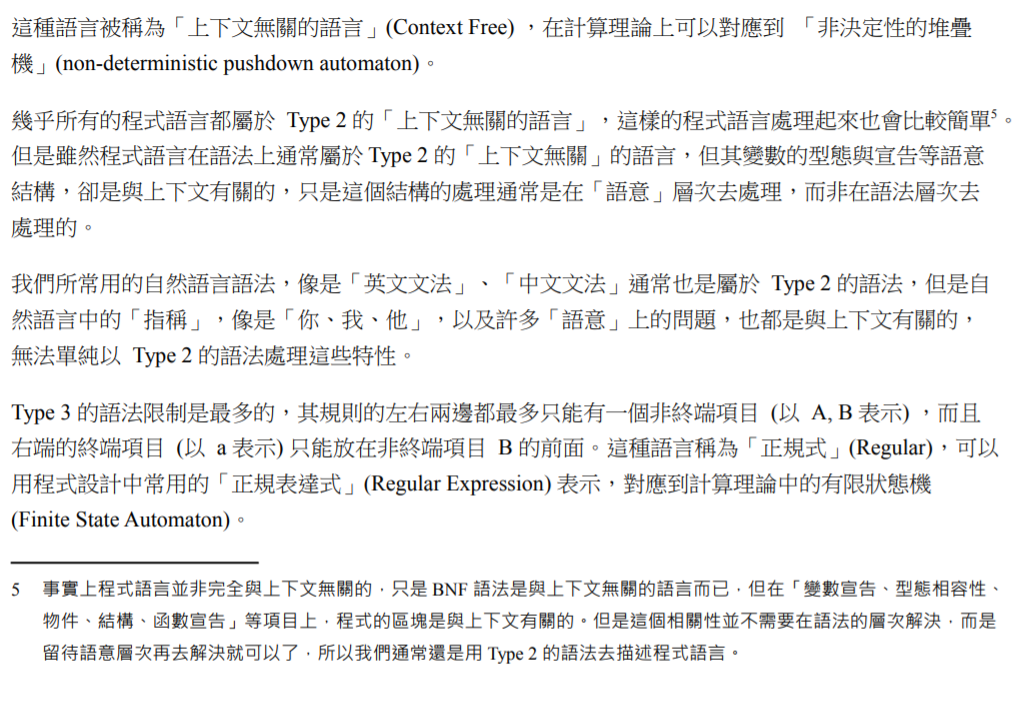 這種語言被稱為「上下文無關的語言」(Context Free) ，在計算理論上可以對應到 「非決定性的堆疊
機」(non-deterministic pushdown automaton)。
幾乎所有的程式語言都屬於 Type 2 的「上下文無關的語言」，這樣的程式語言處理起來也會比較簡單5。
但是雖然程式語言在語法上通常屬於 Type 2 的「上下文無關」的語言，但其變數的型態與宣告等語意
結構，卻是與上下文有關的，只是這個結構的處理通常是在「語意」層次去處理，而非在語法層次去
處理的。
我們所常用的自然語言語法，像是「英文文法」、「中文文法」通常也是屬於 Type 2 的語法，但是自
然語言中的「指稱」，像是「你、我、他」，以及許多「語意」上的問題，也都是與上下文有關的，
無法單純以 Type 2 的語法處理這些特性。
Type 3 的語法限制是最多的，其規則的左右兩邊都最多只能有一個非終端項目 (以 A, B 表示) ，而且
右端的終端項目 (以 a 表示) 只能放在非終端項目 B 的前面。這種語言稱為「正規式」(Regular)，可以
用程式設計中常用的「正規表達式」(Regular Expression) 表示，對應到計算理論中的有限狀態機
(Finite State Automaton)。
5 事實上程式語言並非完全與上下文無關的，只是 BNF 語法是與上下文無關的語言而已，但在「變數宣告、型態相容性、
物件、結構、函數宣告」等項目上，程式的區塊是與上下文有關的。但是這個相關性並不需要在語法的層次解決，而是
留待語意層次再去解決就可以了，所以我們通常還是用 Type 2 的語法去描述程式語言。